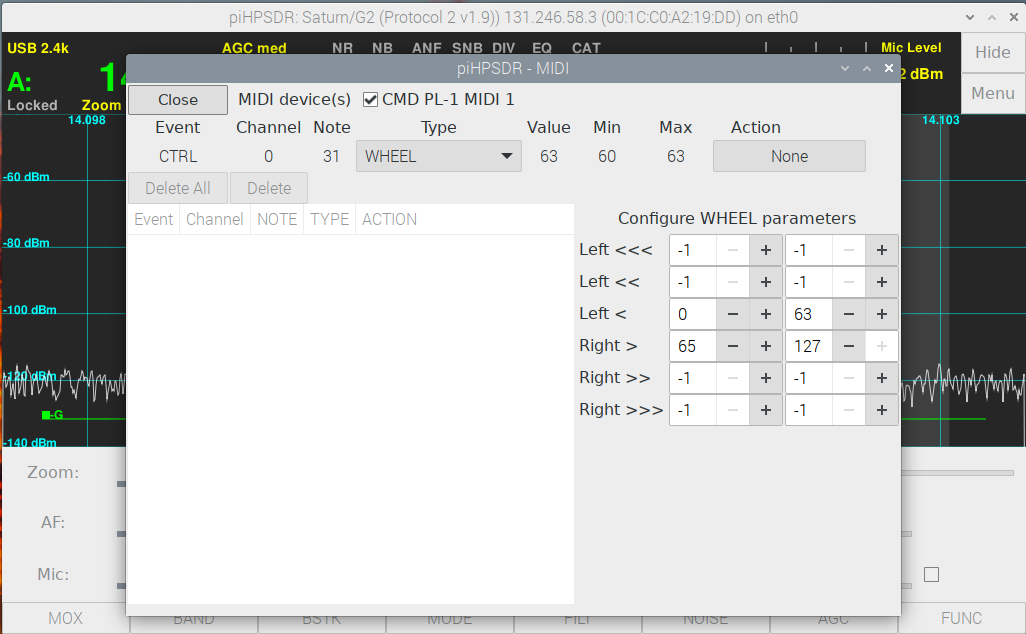 piHPSDR: Saturn/G2 (Protocol 2 v1.9)) 131.246.58.3 (00:1C:C0:A2:19:DD) on eth0
USB 2.4k AGC med NR NB ANF SNB DIV EQ CAT Mic Level Hide
A: 14 dBm
Locked Zoom Menu
14.098 14.103
piHPSDR - MIDI
Close MIDI device(s) CMD PL-1 MIDI 1
Event Channel Note Type Value Min Max Action
CTRL 0 31 WHEEL 63 60 63 None
Delete All Delete
Event Channel NOTE TYPE ACTION
Configure WHEEL parameters
Left <<< -1 − + -1 − +
Left << -1 − + -1 − +
Left < 0 − + 63 − +
Right > 65 − + 127 − +
Right >> -1 − + -1 − +
Right >>> -1 − + -1 − +
-60 dBm
-80 dBm
-100 dBm
-120 dBm
-G
-140 dBm
Zoom:
AF:
Mic:
MOX BAND BSTK MODE FILT NOISE AGC FUNC